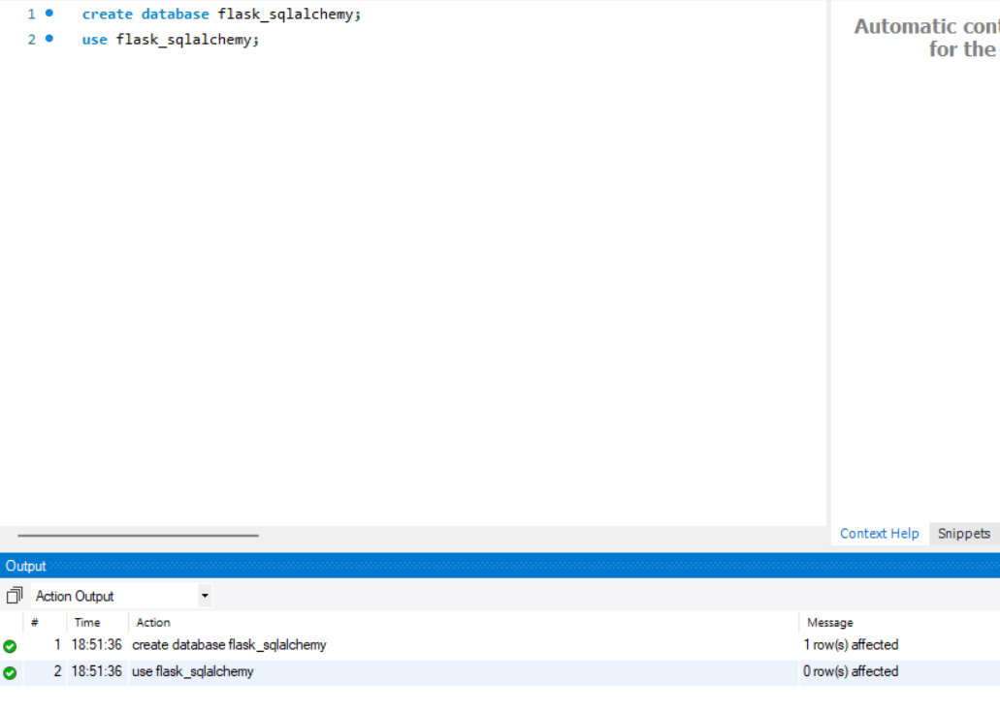 1 create database flask_sqlalchemy;
2 use flask_sqlalchemy;
Automatic
for the
Context Help Snippets
Output
Action Output
# Time Action Message
1 18:51:36 create database flask_sqlalchemy 1 row(s) affected
2 18:51:36 use flask_sqlalchemy 0 row(s) affected